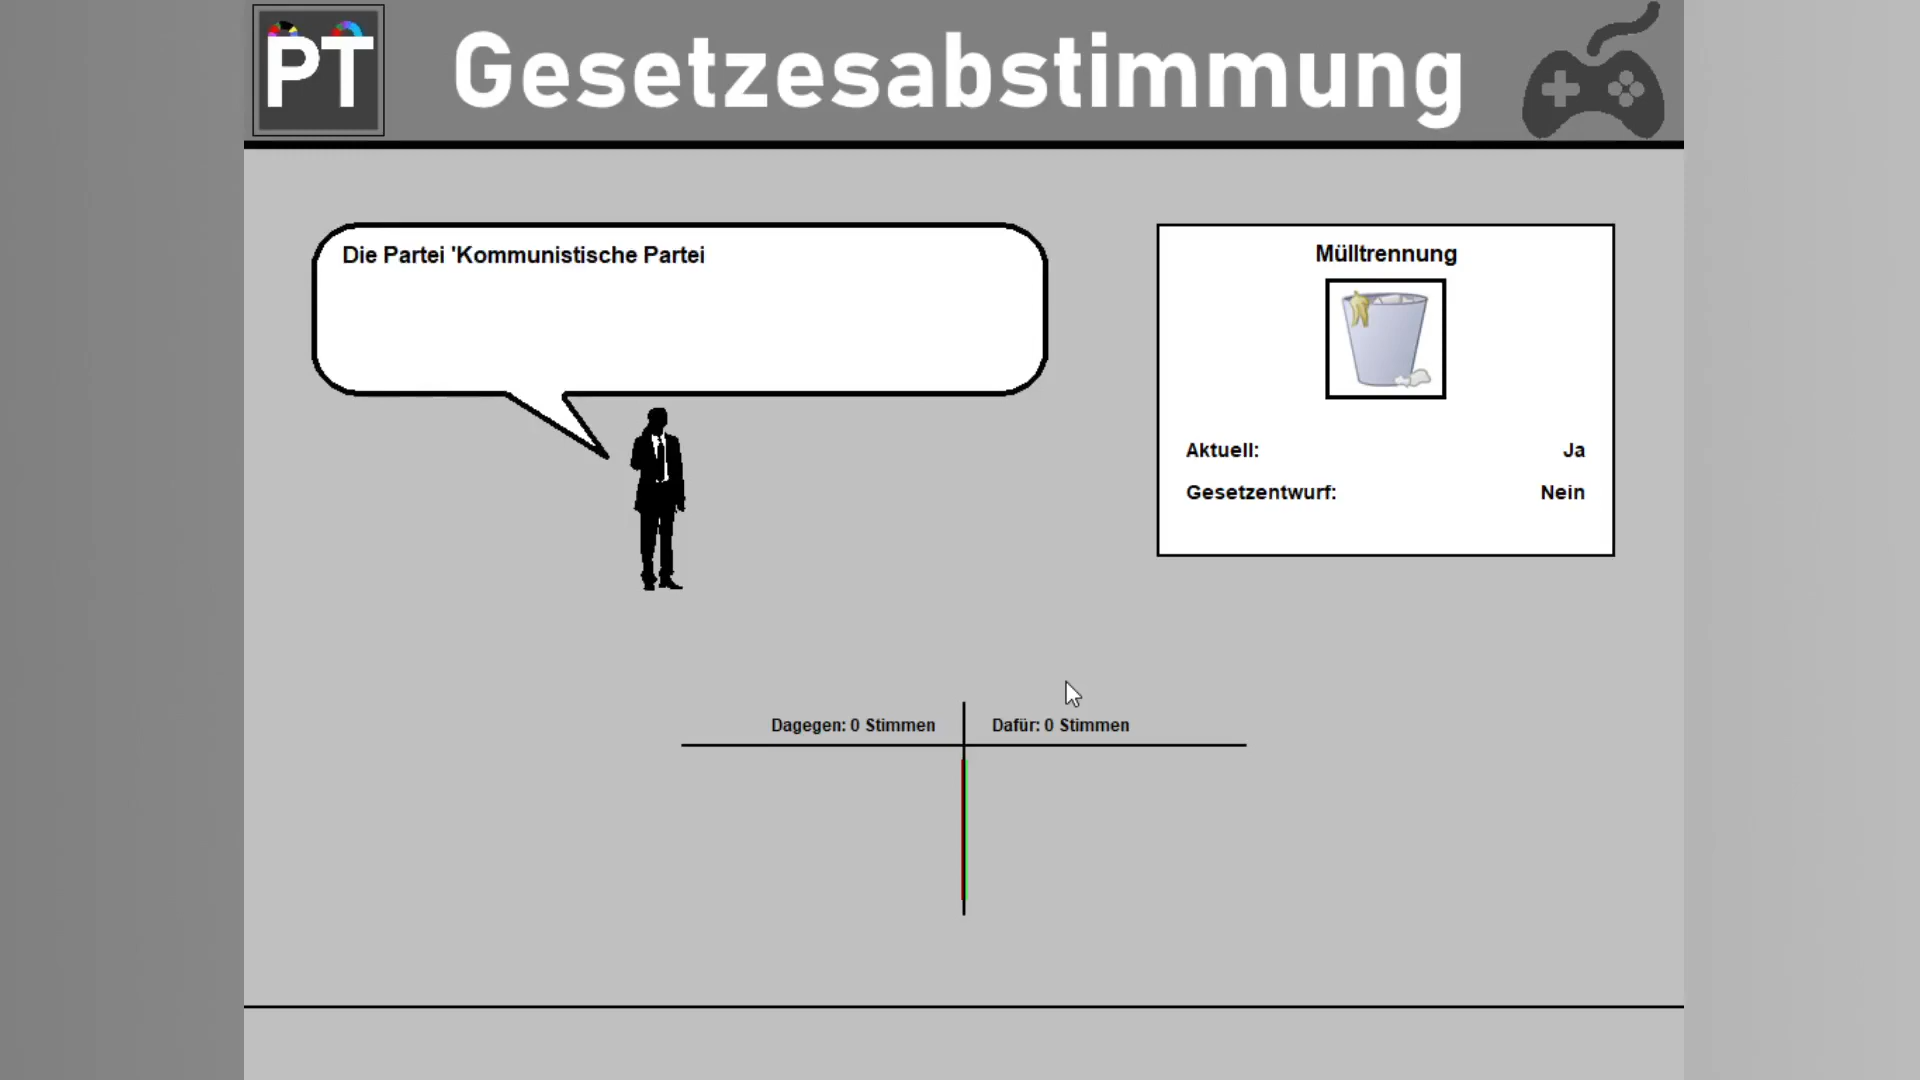 PT
Gesetzesabstimmung
Die Partei 'Kommunistische Partei
Mülltrennung
Aktuell: Ja
Gesetzentwurf: Nein
Dagegen: 0 Stimmen Dafür: 0 Stimmen